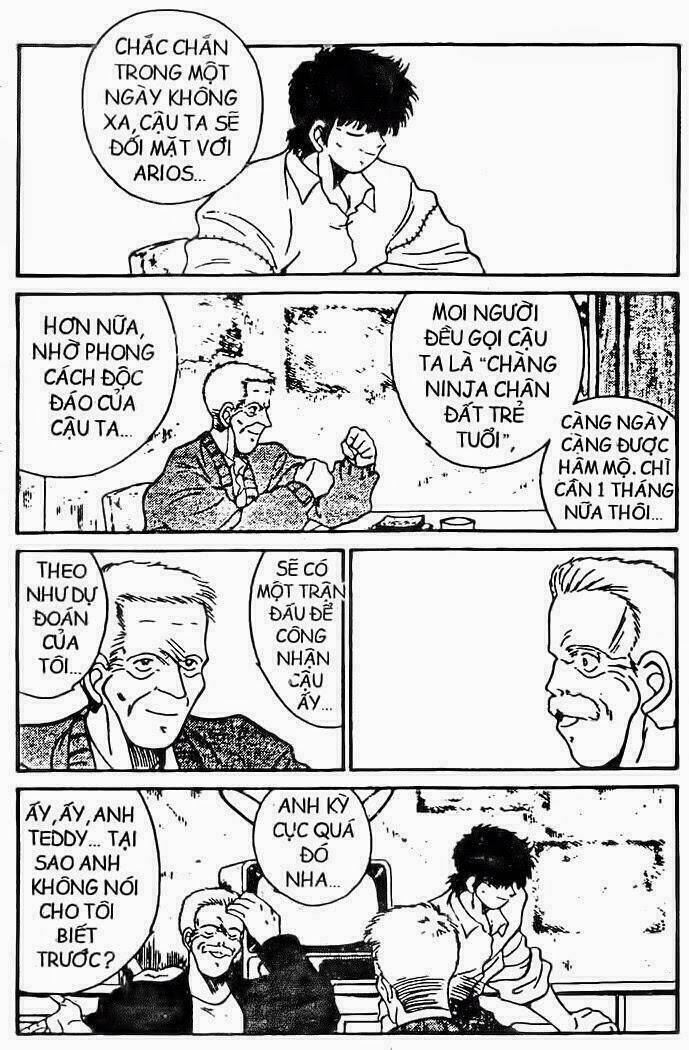 CHẮC CHẮN
TRONG MỘT
NGÀY KHÔNG
XA, CẬU TA SẼ
ĐỐI MẶT VỚI
ARIOS...
HƠN NỮA,
NHỜ PHONG
CÁCH ĐỘC
ĐÁO CỦA
CẬU TA...
MỌI NGƯỜI
ĐỀU GỌI CẬU
TA LÀ "CHÀNG
NINJA CHÂN
ĐẤT TRẺ
TUỔI",
CÀNG NGÀY
CÀNG ĐƯỢC
HÂM MỘ. CHỈ
CẦN 1 THÁNG
NỮA THÔI...
THEO
NHƯ DỰ
ĐOÁN
CỦA
TÔI...
SẼ CÓ
MỘT TRẬN
ĐẤU ĐỂ
CÔNG
NHẬN
CẬU
ẤY...
ẤY, ẤY, ANH
TEDDY... TẠI
SAO ANH
KHÔNG NÓI
CHO TÔI
BIẾT
TRƯỚC?
ANH KỲ
CỤC QUÁ
ĐÓ
NHA...